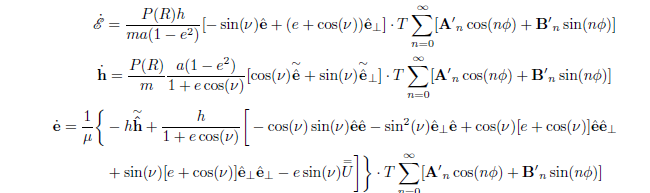 $\dot{\mathscr{E}} = \frac{P(R)h}{ma(1-e^2)}[-\sin(\nu)\hat{\mathbf{e}} + (e+\cos(\nu))\hat{\mathbf{e}}_\perp] \cdot T\sum_{n=0}^{\infty}[\mathbf{A'}_n \cos(n\phi) + \mathbf{B'}_n \sin(n\phi)]$
$\dot{\mathbf{h}} = \frac{P(R)}{m}\frac{a(1-e^2)}{1+e\cos(\nu)}[\cos(\nu)\tilde{\hat{\mathbf{e}}} + \sin(\nu)\tilde{\hat{\mathbf{e}}}_\perp] \cdot T\sum_{n=0}^{\infty}[\mathbf{A'}_n \cos(n\phi) + \mathbf{B'}_n \sin(n\phi)]$
$\dot{\mathbf{e}} = \frac{1}{\mu}\Big\{ -h\tilde{\hat{\mathbf{h}}} + \frac{h}{1+e\cos(\nu)}\Big[ -\cos(\nu)\sin(\nu)\hat{\mathbf{e}}\hat{\mathbf{e}} - \sin^2(\nu)\hat{\mathbf{e}}_\perp\hat{\mathbf{e}} + \cos(\nu)[e+\cos(\nu)]\hat{\mathbf{e}}\hat{\mathbf{e}}_\perp$
$+ \sin(\nu)[e+\cos(\nu)]\hat{\mathbf{e}}_\perp\hat{\mathbf{e}}_\perp - e\sin(\nu)\bar{\bar{U}}\Big]\Big\} \cdot T\sum_{n=0}^{\infty}[\mathbf{A'}_n \cos(n\phi) + \mathbf{B'}_n \sin(n\phi)]$